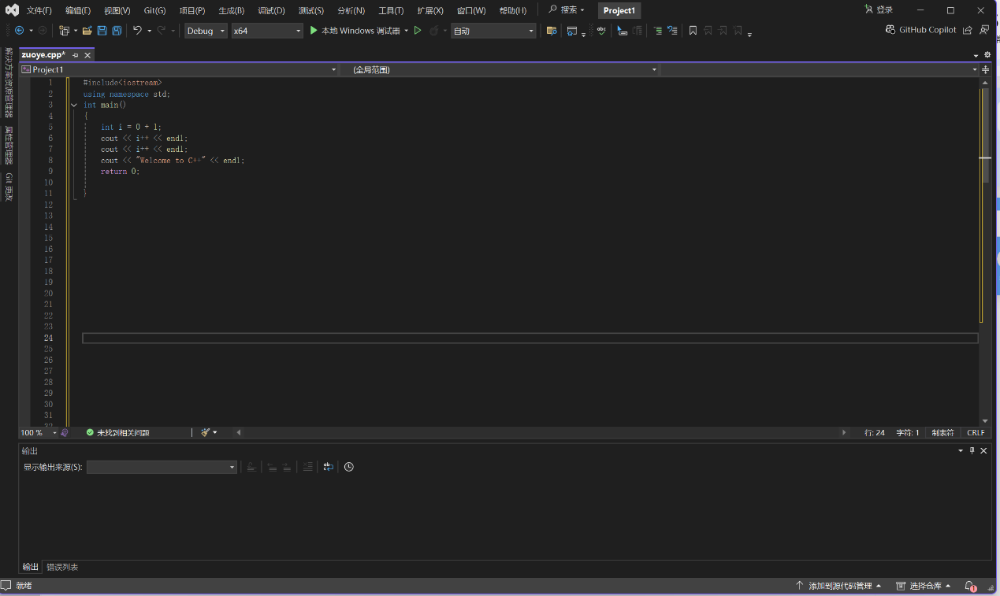 文件(F) 编辑(E) 视图(V) Git(G) 项目(P) 生成(B) 调试(D) 测试(S) 分析(N) 工具(T) 扩展(X) 窗口(W) 帮助(H) 搜索 Project1 登录
Debug x64 本地 Windows 调试器 自动 GitHub Copilot
解决方案资源管理器
属性管理器
Git 更改
zuoye.cpp*
Project1 (全局范围)
1 #include<iostream>
2 using namespace std;
3 int main()
4 {
5 int i = 0 + 1;
6 cout << i++ << endl;
7 cout << i++ << endl;
8 cout << "Welcome to C++" << endl;
9 return 0;
10
11 }
12
13
14
15
16
17
18
19
20
21
22
23
24
25
26
27
28
29
30
31
32
100 % 未找到相关问题 行: 24 字符: 1 制表符 CRLF
输出
显示输出来源(S):
输出 错误列表
就绪 添加到源代码管理 选择仓库 1